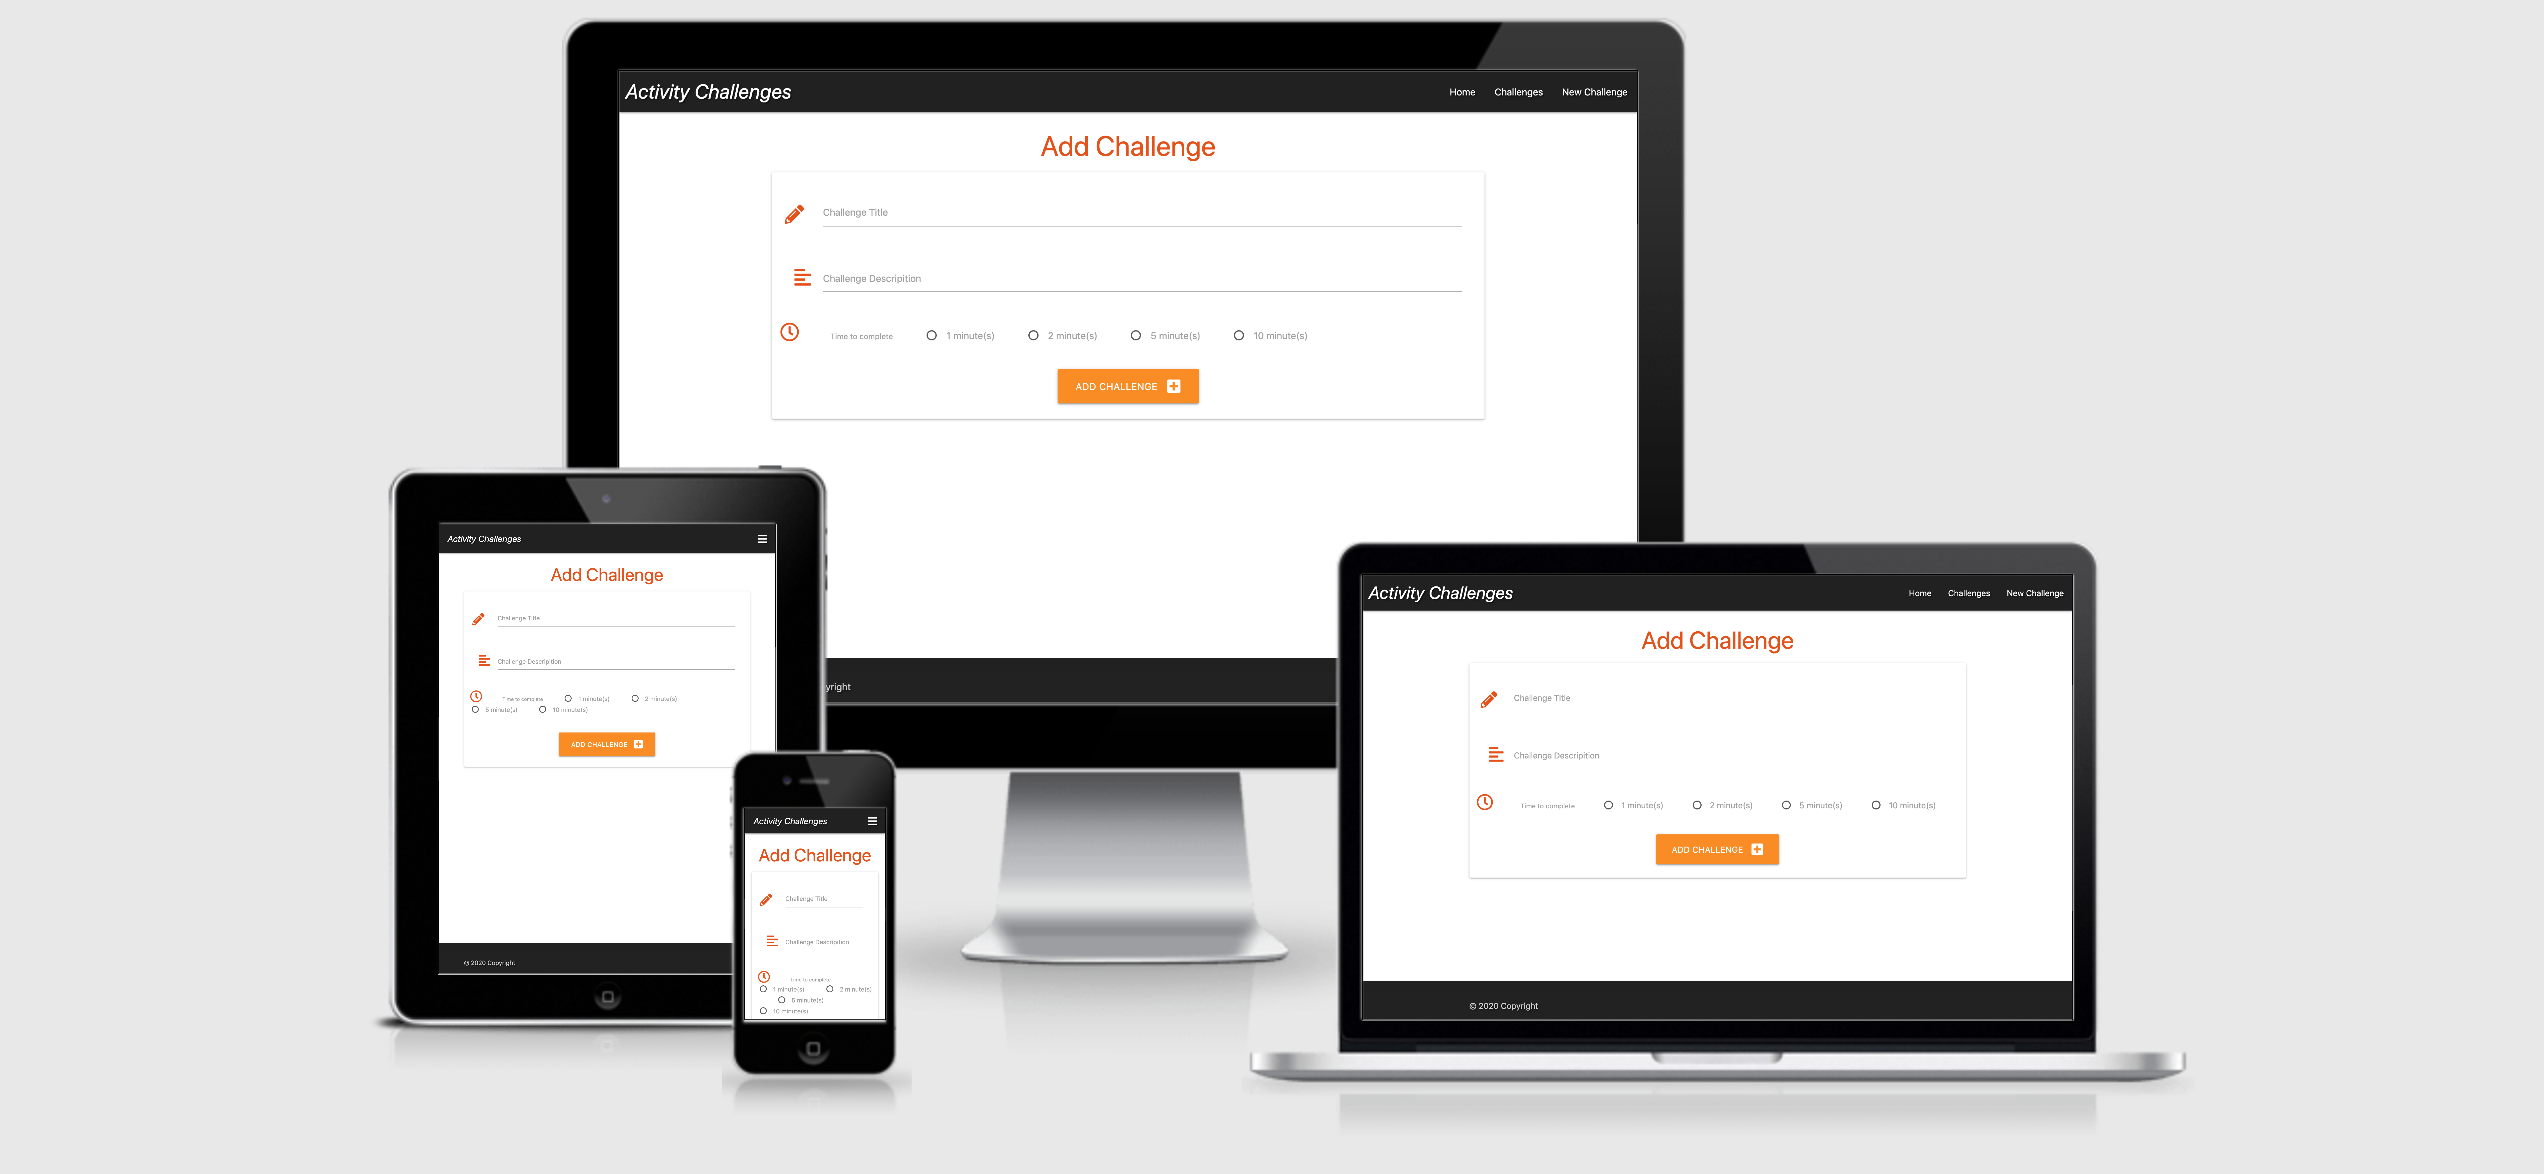 Activity Challenges Home Challenges New Challenge
Add Challenge
Challenge Title
Challenge Descripition
Time to complete 1 minute(s) 2 minute(s) 5 minute(s) 10 minute(s)
ADD CHALLENGE
yright
Activity Challenges
Add Challenge
Challenge Title
Challenge Descripition
Time to complete 1 minute(s) 2 minute(s)
5 minute(s) 10 minute(s)
ADD CHALLENGE
© 2020 Copyright
Activity Challenges
Add Challenge
Challenge Title
Challenge Descripition
Time to complete
1 minute(s) 2 minute(s)
5 minute(s)
10 minute(s)
Activity Challenges Home Challenges New Challenge
Add Challenge
Challenge Title
Challenge Descripition
Time to complete 1 minute(s) 2 minute(s) 5 minute(s) 10 minute(s)
ADD CHALLENGE
© 2020 Copyright